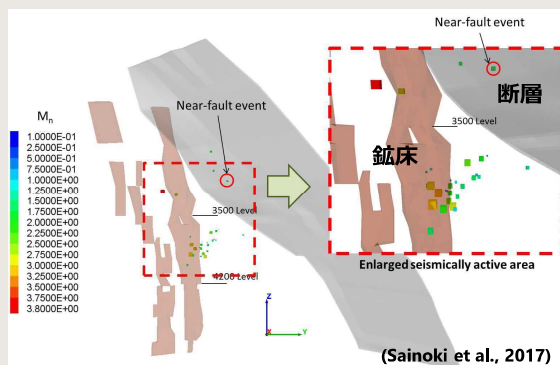 Near-fault event
断層
3500 Level
鉱床
Enlarged seismically active area
Mn
1.0000E-01
2.5000E-01
5.0000E-01
7.5000E-01
1.0000E+00
1.2500E+00
1.5000E+00
1.7500E+00
2.0000E+00
2.2500E+00
2.5000E+00
2.7500E+00
3.0000E+00
3.2500E+00
3.5000E+00
3.7500E+00
3.8000E+00
Near-fault event
3500 Level
4200 Level
Z
X
Y
(Sainoki et al., 2017)